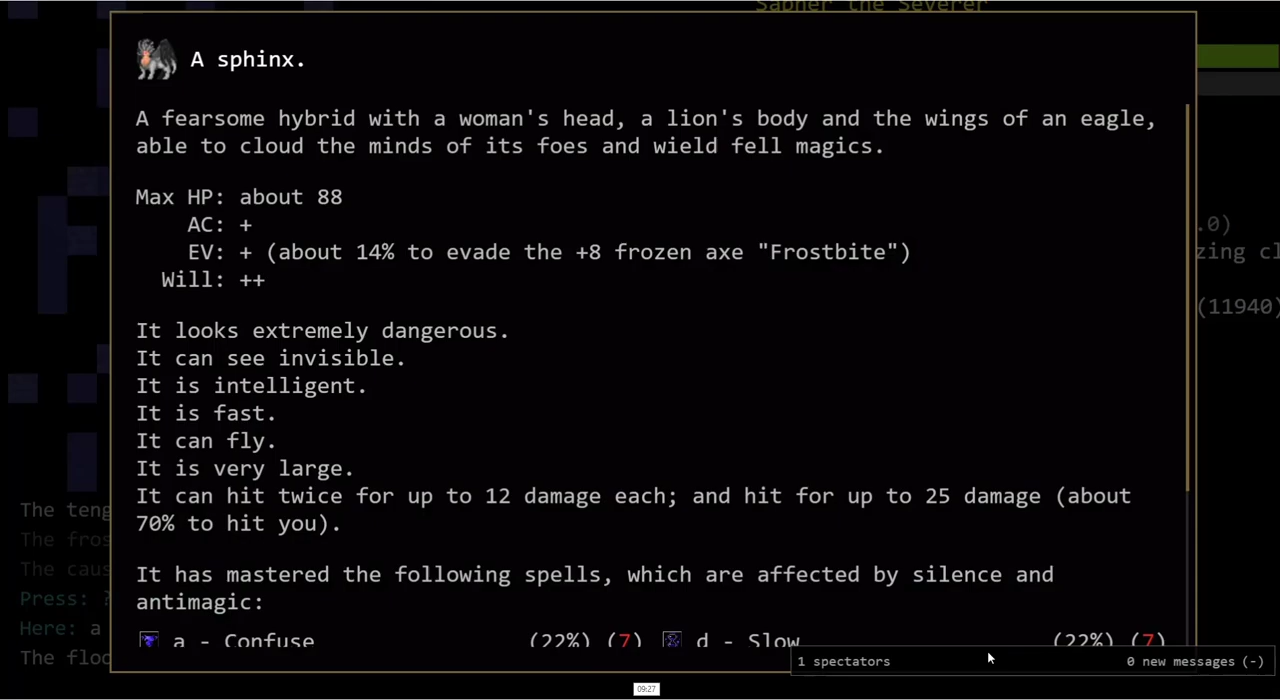 Sabner the Severer
A sphinx.
A fearsome hybrid with a woman's head, a lion's body and the wings of an eagle,
able to cloud the minds of its foes and wield fell magics.
Max HP: about 88
AC: +
EV: + (about 14% to evade the +8 frozen axe "Frostbite")
Will: ++
.0)
zing cl
(11940)
It looks extremely dangerous.
It can see invisible.
It is intelligent.
It is fast.
It can fly.
It is very large.
It can hit twice for up to 12 damage each; and hit for up to 25 damage (about
70% to hit you).
It has mastered the following spells, which are affected by silence and
antimagic:
a - Confuse (22%) (7) d - Slow (22%) (7)
The teng
The fros
The caus
Press: ?
Here: a
The floo
1 spectators 0 new messages (-)
09:27